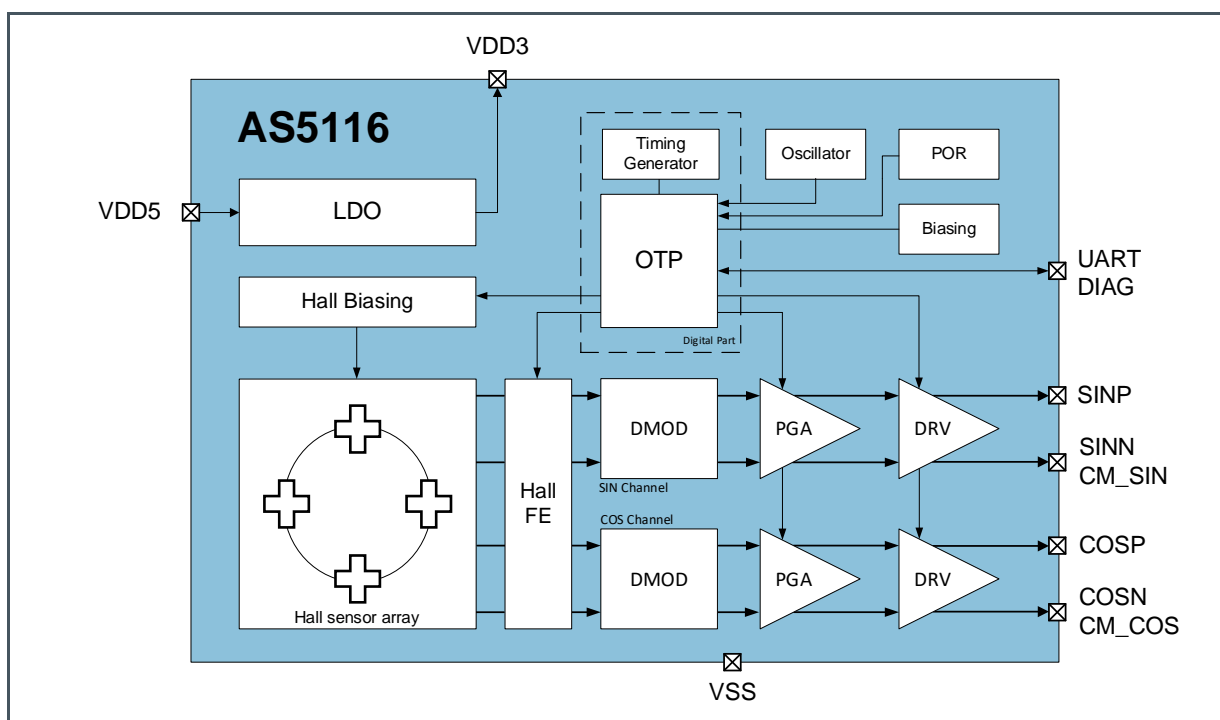 VDD3
AS5116
Timing
Generator
Oscillator
POR
VDD5
LDO
Biasing
OTP
UART
DIAG
Hall Biasing
Digital Part
SINP
DMOD
PGA
DRV
SINN
CM_SIN
SIN Channel
Hall
FE
COS Channel
COSP
DMOD
PGA
DRV
COSN
CM_COS
Hall sensor array
VSS